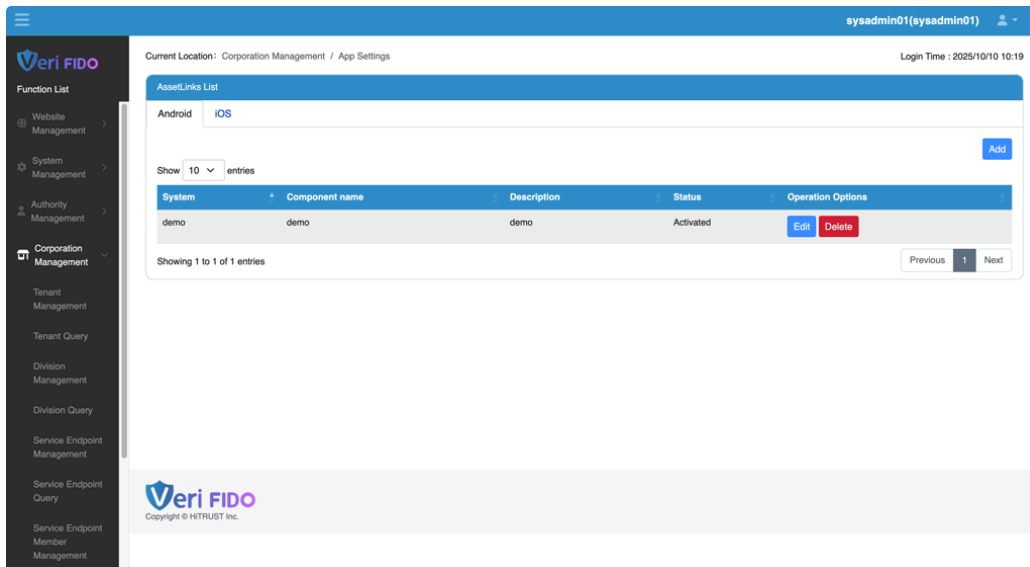 sysadmin01(sysadmin01)
Veri FIDO
Function List
Website
Management
System
Management
Authority
Management
Corporation
Management
Tenant
Management
Tenant Query
Division
Management
Division Query
Service Endpoint
Management
Service Endpoint
Query
Service Endpoint
Member
Management
Current Location: Corporation Management / App Settings
Login Time : 2025/10/10 10:19
AssetLinks List
Android iOS
Add
Show 10 entries
System Component name Description Status Operation Options
demo demo demo Activated Edit Delete
Showing 1 to 1 of 1 entries
Previous 1 Next
Veri FIDO
Copyright © HiTRUST Inc.